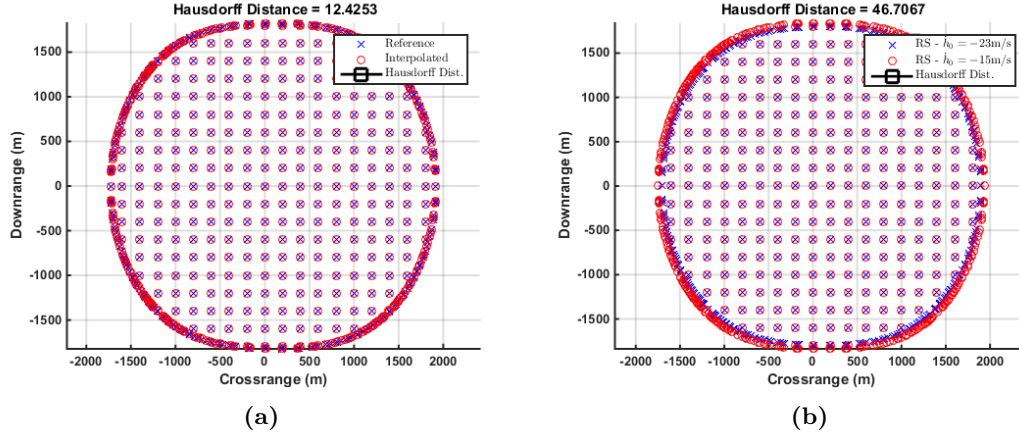 Hausdorff Distance = 12.4253
Reference
Interpolated
Hausdorff Dist.
1500
1000
500
0
-500
-1000
-1500
Downrange (m)
-2000 -1500 -1000 -500 0 500 1000 1500 2000
Crossrange (m)
(a)
Hausdorff Distance = 46.7067
RS - ḣ₀ = −23m/s
RS - ḣ₀ = −15m/s
Hausdorff Dist.
1500
1000
500
0
-500
-1000
-1500
Downrange (m)
-2000 -1500 -1000 -500 0 500 1000 1500 2000
Crossrange (m)
(b)